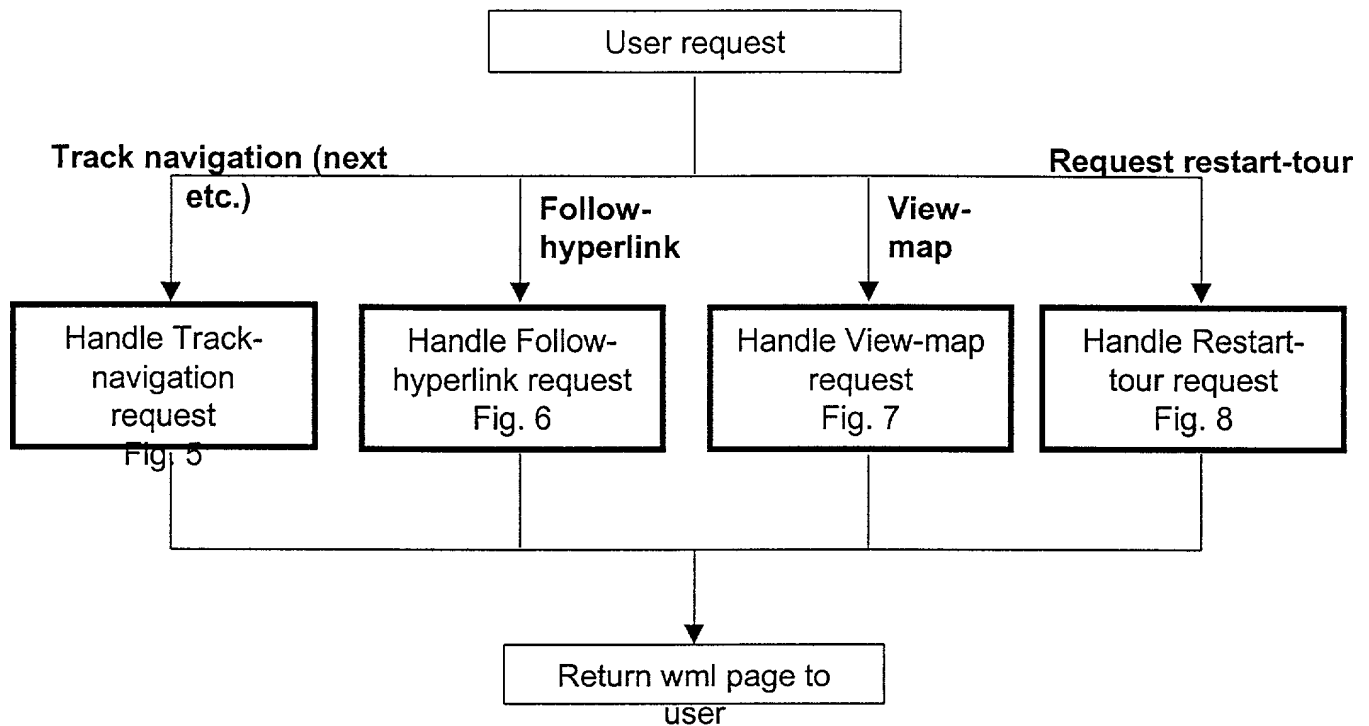 User request
Track navigation (next
etc.)
Request restart-tour
Follow-
hyperlink
View-
map
Handle Track-
navigation
request
Fig. 5
Handle Follow-
hyperlink request
Fig. 6
Handle View-map
request
Fig. 7
Handle Restart-
tour request
Fig. 8
Return wml page to
user